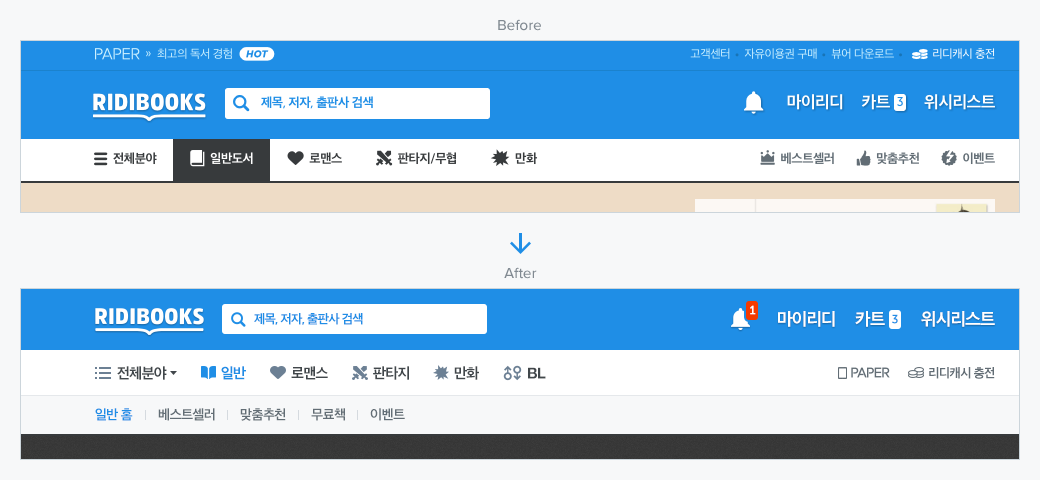 Before
PAPER » 최고의 독서 경험 HOT 고객센터 · 자유이용권 구매 · 뷰어 다운로드 · 리디캐시 충전
RIDIBOOKS 제목, 저자, 출판사 검색 마이리디 카트 3 위시리스트
전체분야 일반도서 로맨스 판타지/무협 만화 베스트셀러 맞춤추천 이벤트
After
RIDIBOOKS 제목, 저자, 출판사 검색 1 마이리디 카트 3 위시리스트
전체분야 일반 로맨스 판타지 만화 BL PAPER 리디캐시 충전
일반 홈 베스트셀러 맞춤추천 무료책 이벤트